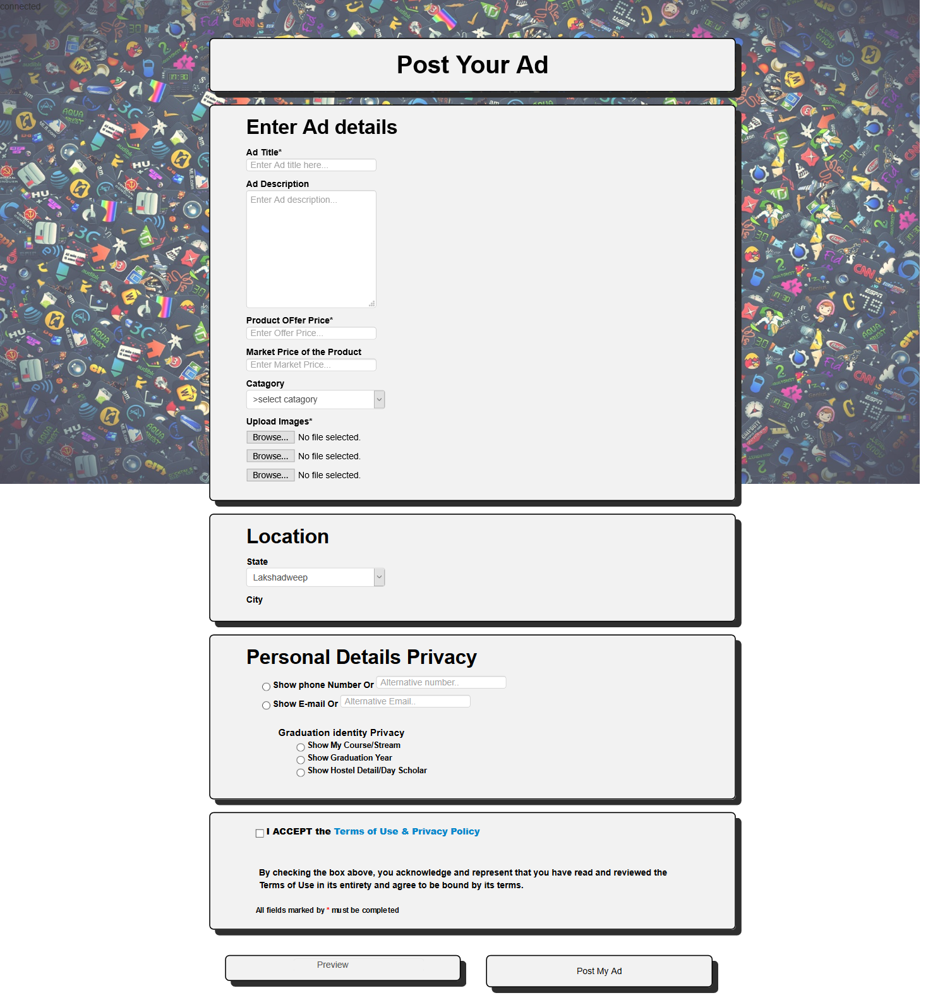 connected
Post Your Ad
Enter Ad details
Ad Title*
Enter Ad title here...
Ad Description
Enter Ad description...
Product OFfer Price*
Enter Offer Price...
Market Price of the Product
Enter Market Price...
Catagory
>select catagory
Upload Images*
Browse... No file selected.
Browse... No file selected.
Browse... No file selected.
Location
State
Lakshadweep
City
Personal Details Privacy
Show phone Number Or Alternative number..
Show E-mail Or Alternative Email..
Graduation identity Privacy
Show My Course/Stream
Show Graduation Year
Show Hostel Detail/Day Scholar
I ACCEPT the Terms of Use & Privacy Policy
By checking the box above, you acknowledge and represent that you have read and reviewed the
Terms of Use in its entirety and agree to be bound by its terms.
All fields marked by * must be completed
Preview
Post My Ad